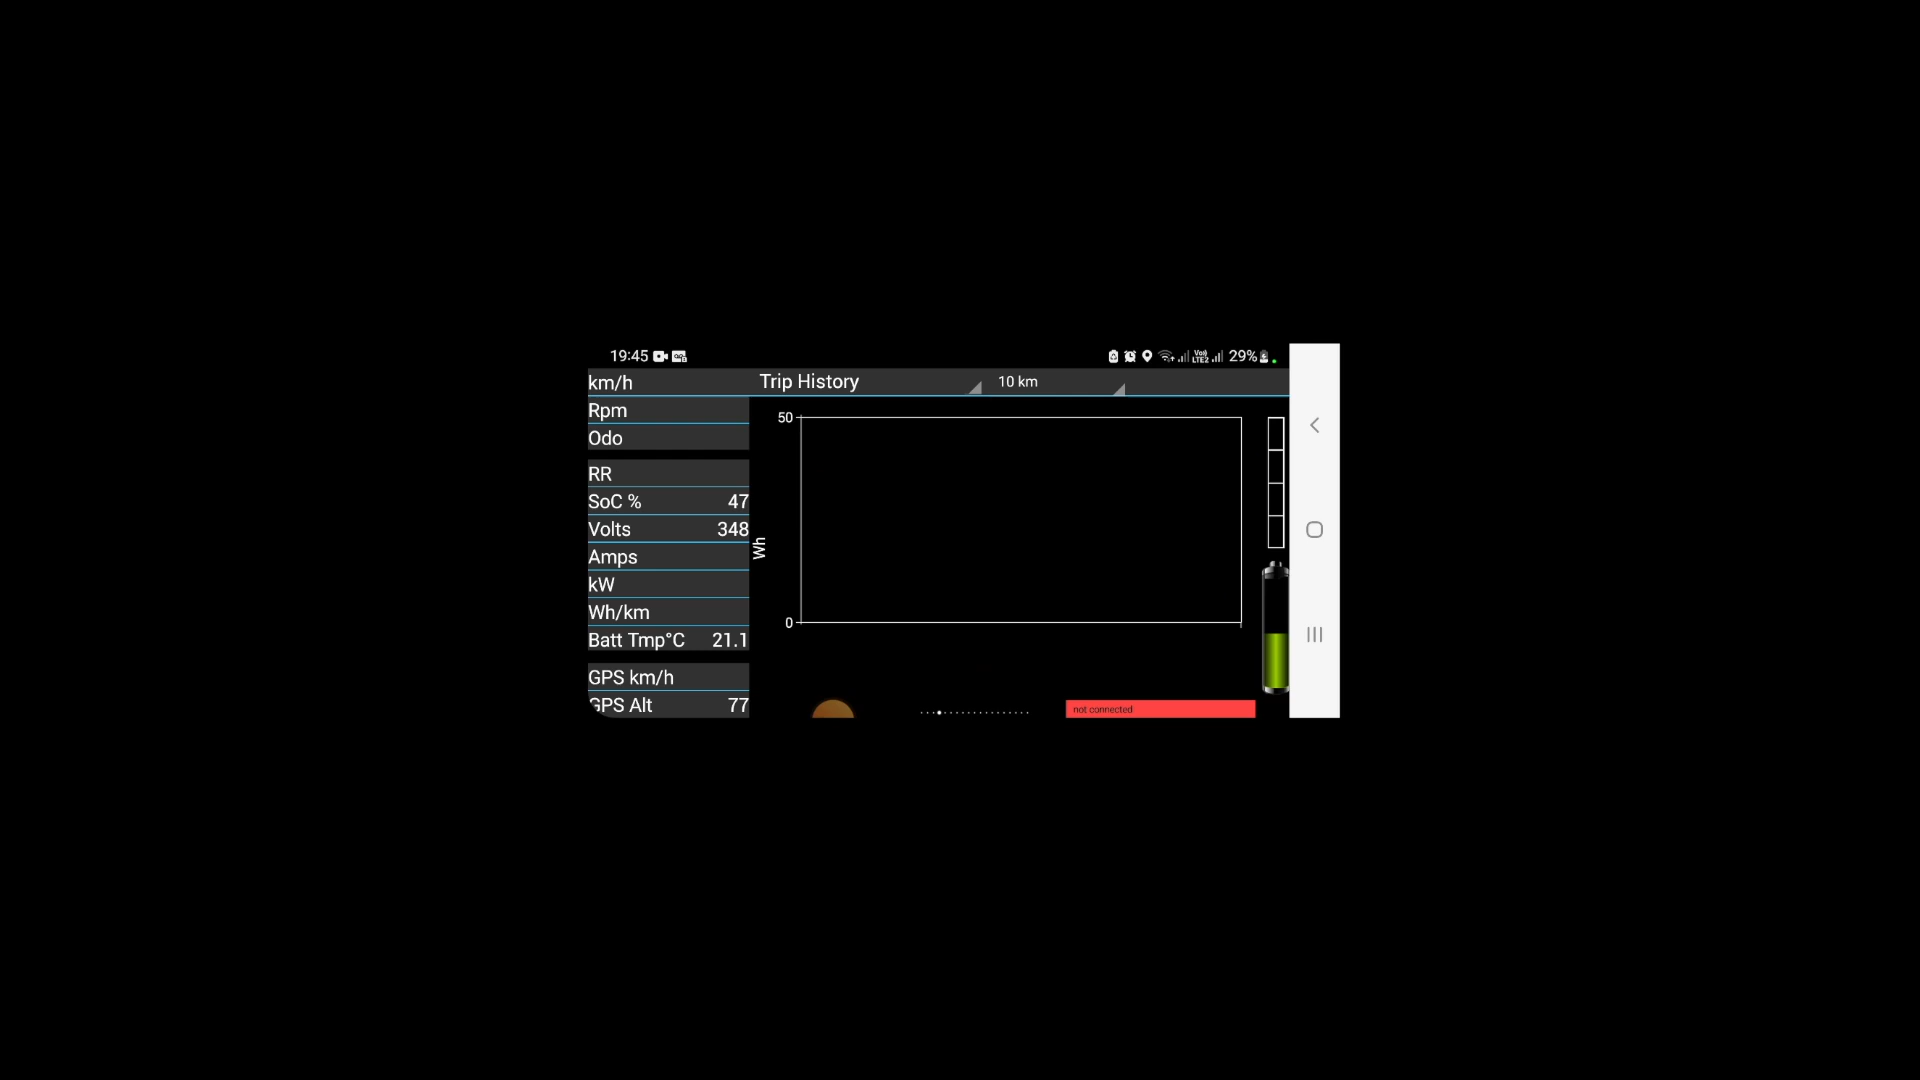 19:45 29%
km/h
Rpm
Odo
RR
SoC % 47
Volts 348
Amps
kW
Wh/km
Batt Tmp°C 21.1
GPS km/h
GPS Alt 77
Trip History 10 km
50
Wh
0
not connected